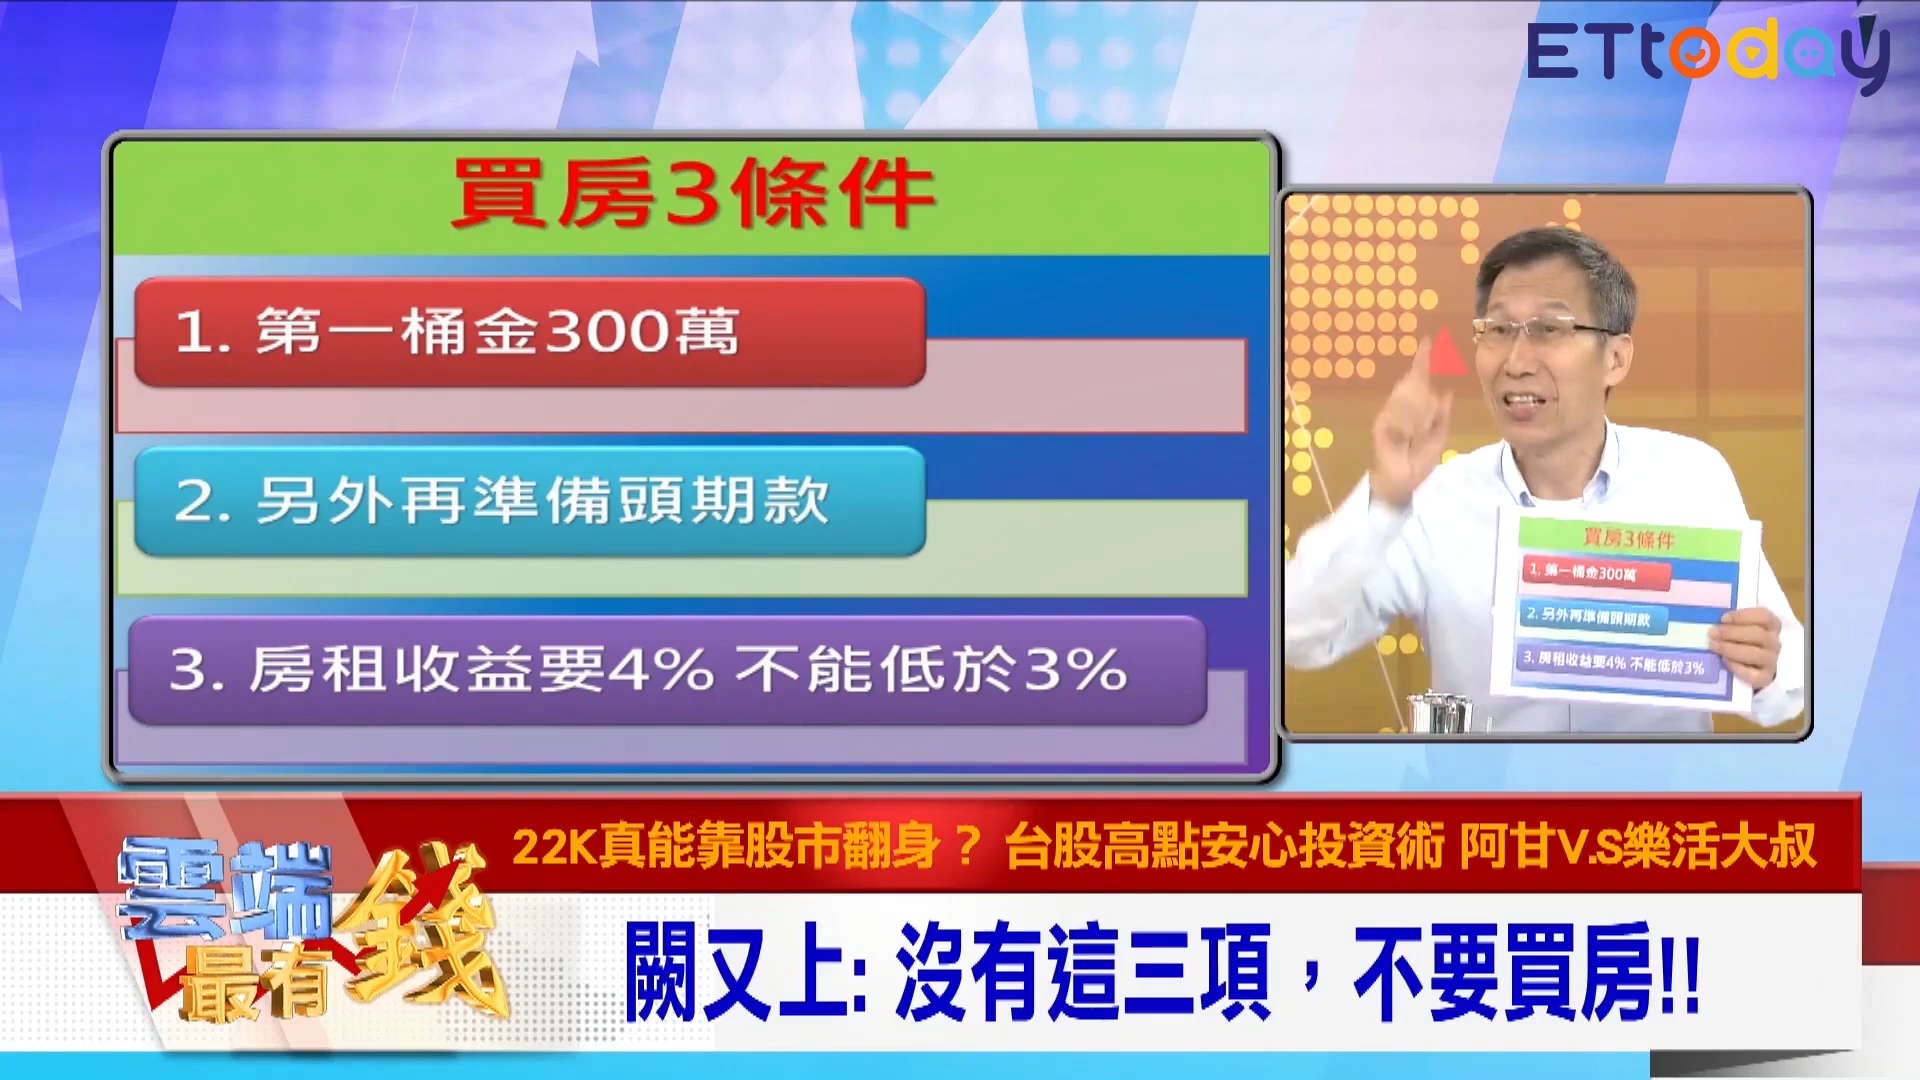 ETtoday
買房3條件
1. 第一桶金300萬
2. 另外再準備頭期款
3. 房租收益要4% 不能低於3%
買房3條件
1. 第一桶金300萬
2. 另外再準備頭期款
3. 房租收益要4% 不能低於3%
22K真能靠股市翻身？ 台股高點安心投資術 阿甘V.S樂活大叔
雲端最有錢
闕又上: 沒有這三項，不要買房!!